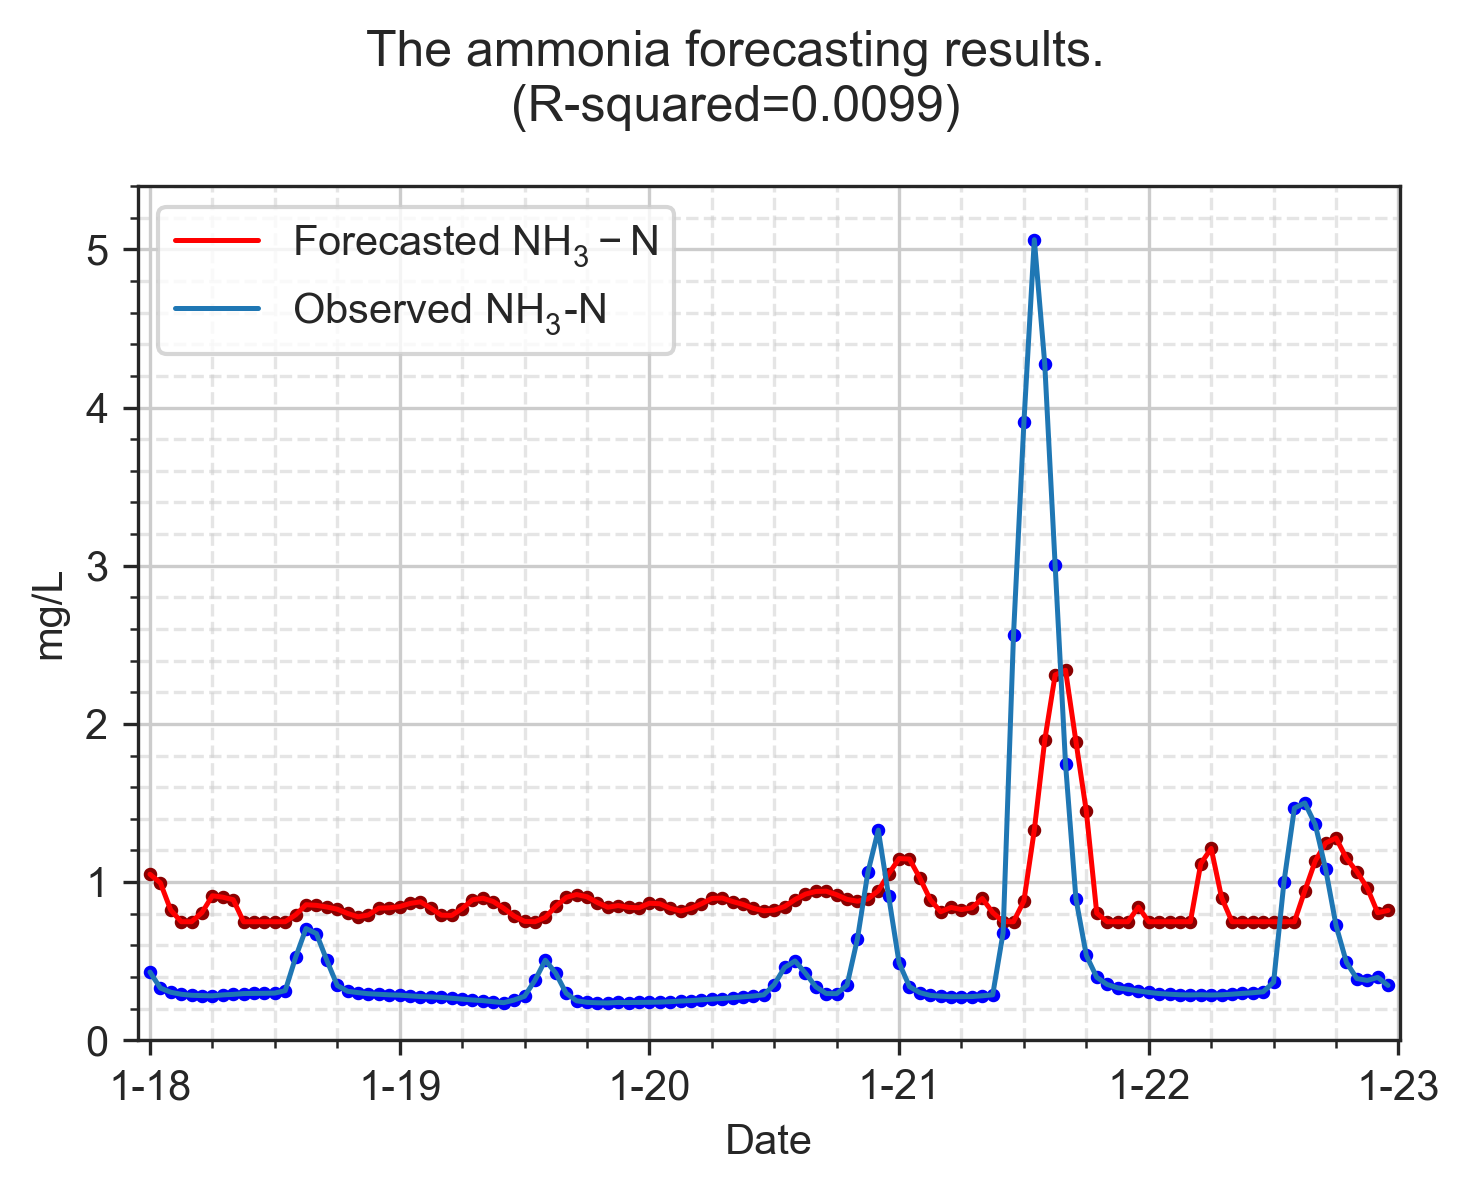 The ammonia forecasting results.
(R-squared=0.0099)
Forecasted NH₃ − N
Observed NH₃-N
5
4
3
2
1
0
mg/L
1-18 1-19 1-20 1-21 1-22 1-23
Date